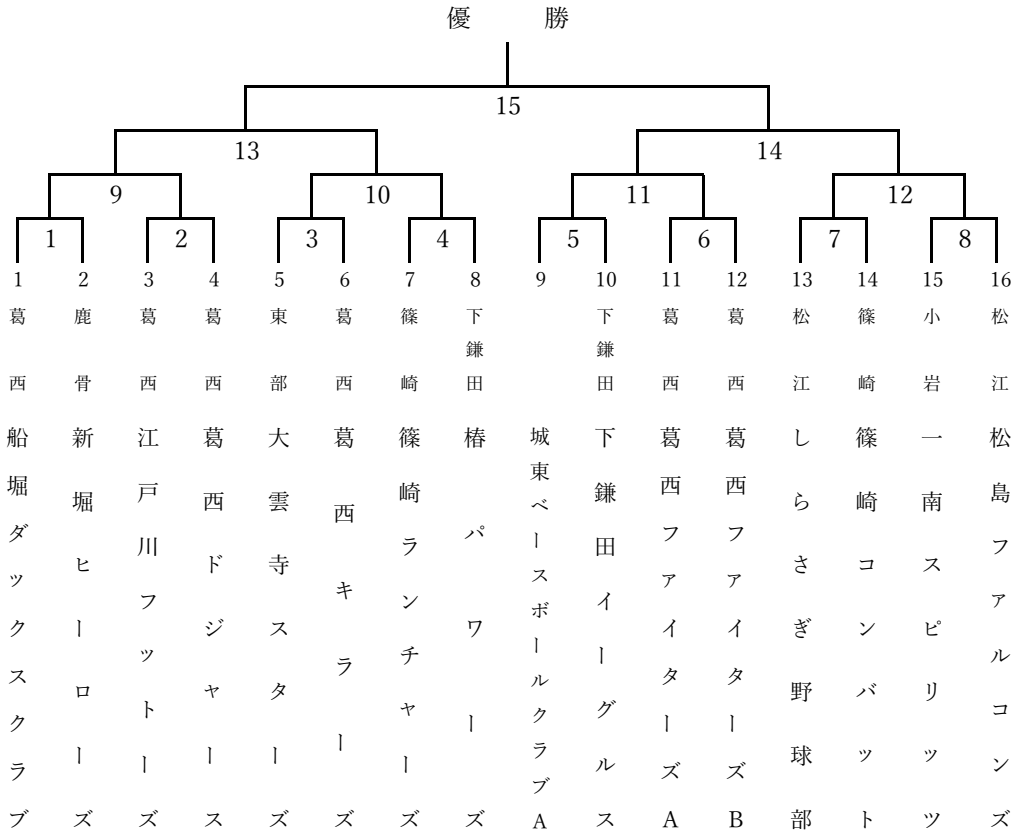 優勝
15
13 14
9 10 11 12
1 2 3 4 5 6 7 8
1 2 3 4 5 6 7 8 9 10 11 12 13 14 15 16
葛西 船堀ダックスクラブ
鹿骨 新堀ヒーローズ
葛西 江戸川フットーズ
葛西 葛西ドジャース
東部 大雲寺スターズ
葛西 葛西キラーズ
篠崎 篠崎ランチャーズ
下鎌田 椿パワーズ
城東ベースボールクラブA
下鎌田 下鎌田イーグルス
葛西 葛西ファイターズA
葛西 葛西ファイターズB
松江 しらさぎ野球部
篠崎 篠崎コンバット
小岩 一南スピリッツ
松江 松島ファルコンズ